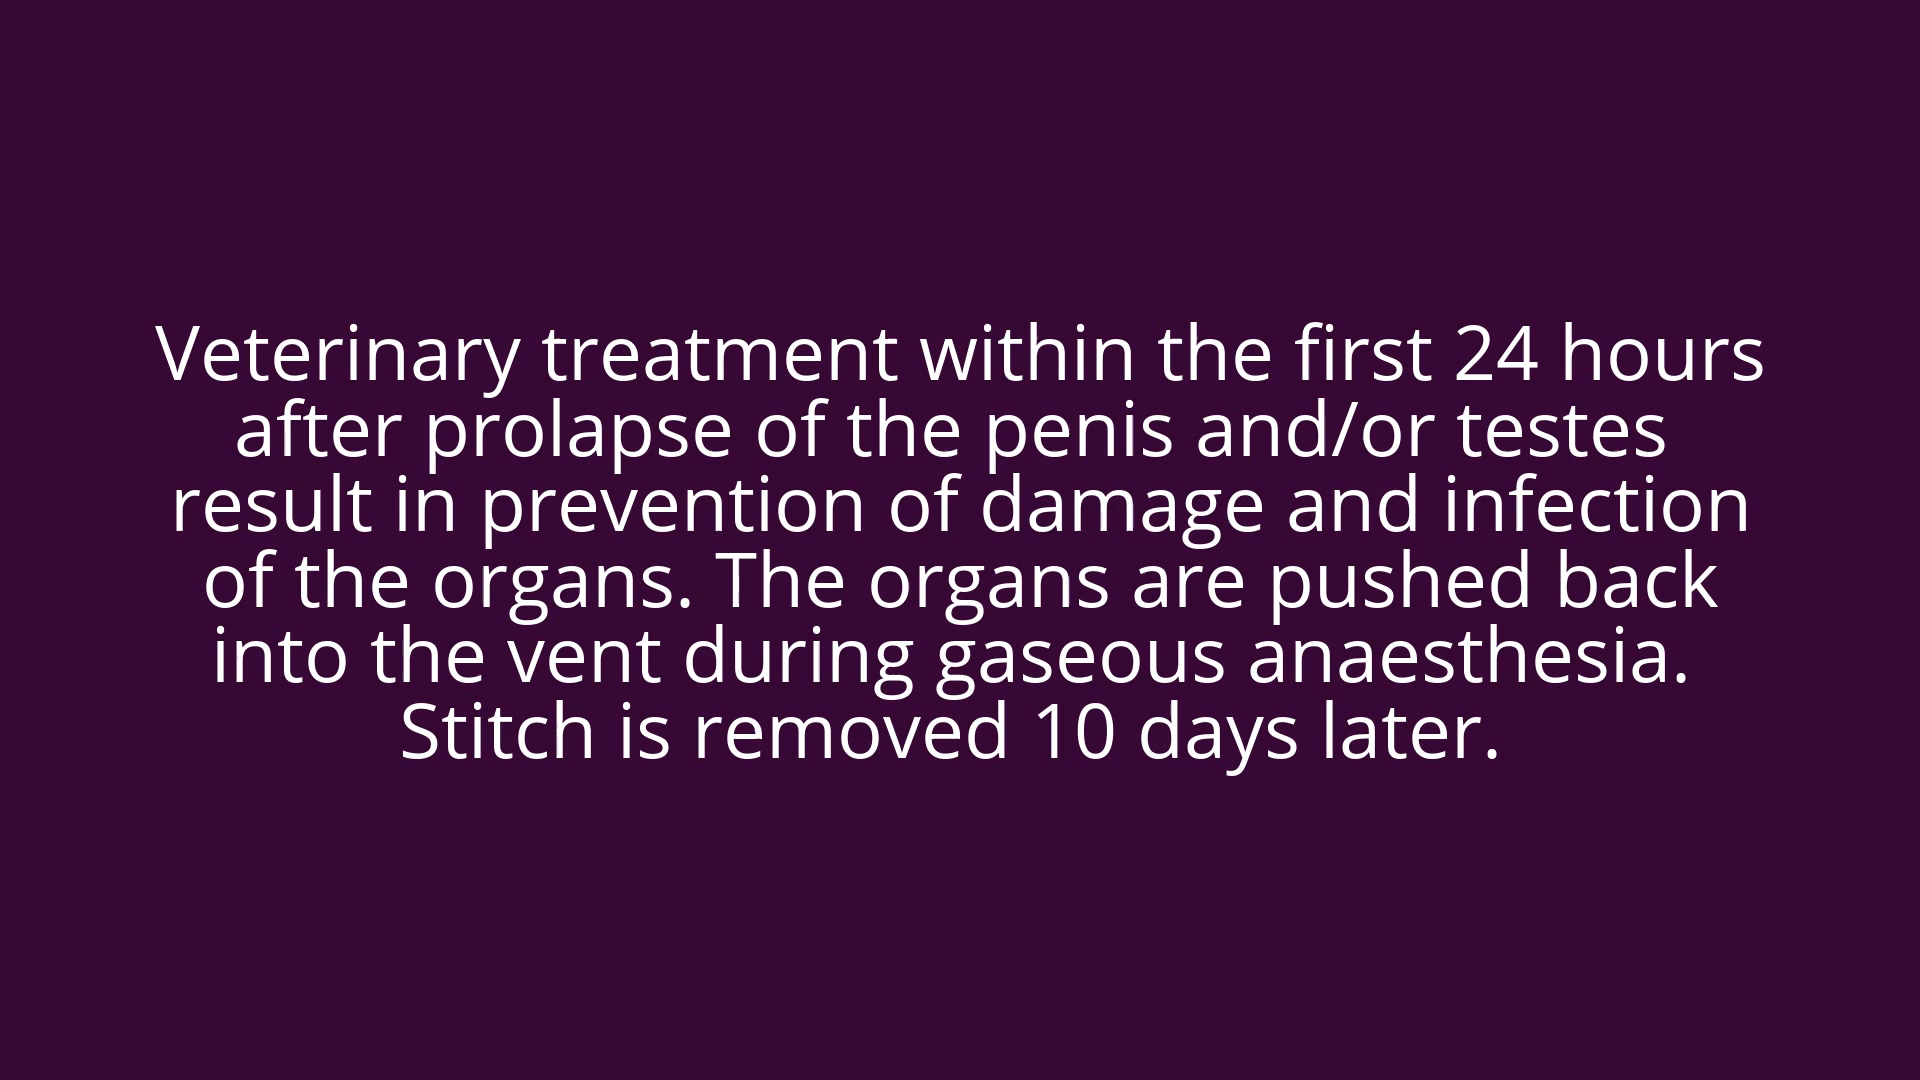 Veterinary treatment within the first 24 hours
after prolapse of the penis and/or testes
result in prevention of damage and infection
of the organs. The organs are pushed back
into the vent during gaseous anaesthesia.
Stitch is removed 10 days later.